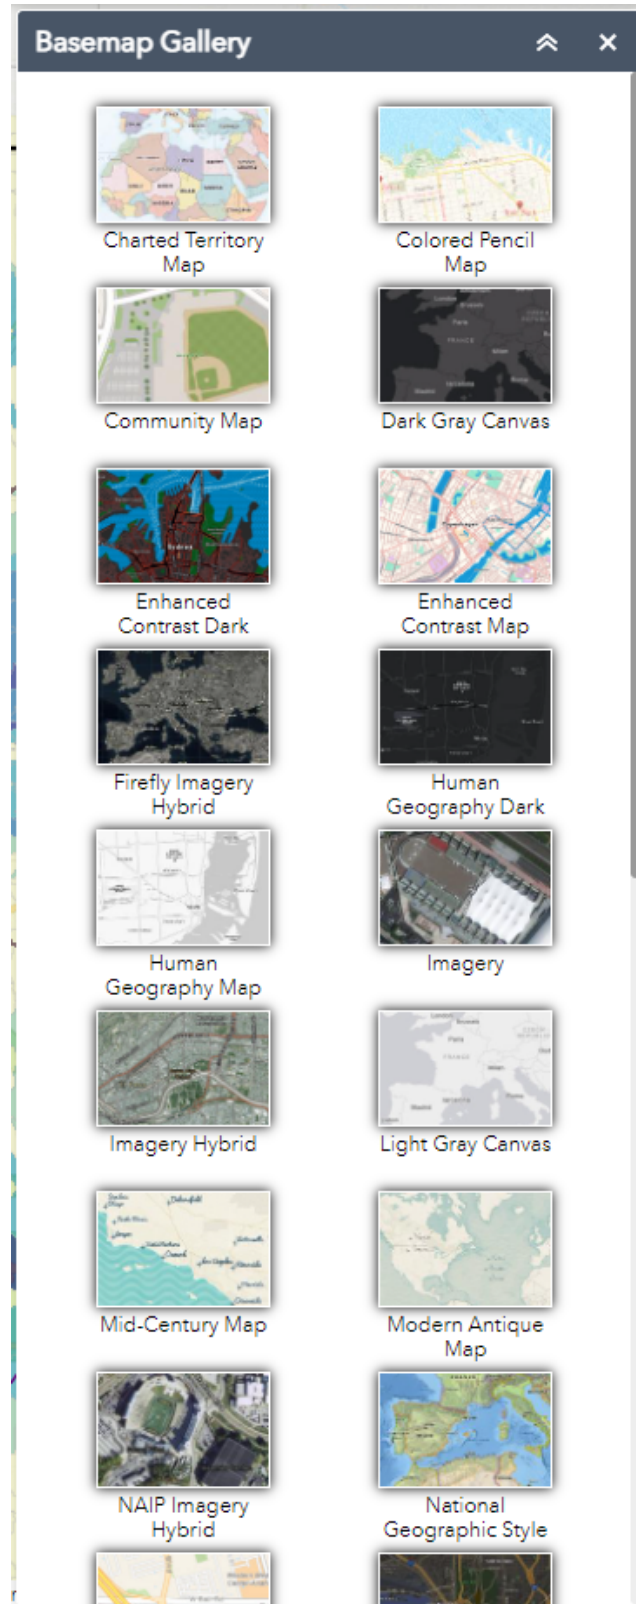 Basemap Gallery
Charted Territory
Map
Colored Pencil
Map
Community Map
Dark Gray Canvas
Enhanced
Contrast Dark
Enhanced
Contrast Map
Firefly Imagery
Hybrid
Human
Geography Dark
Human
Geography Map
Imagery
Imagery Hybrid
Light Gray Canvas
Mid-Century Map
Modern Antique
Map
NAIP Imagery
Hybrid
National
Geographic Style